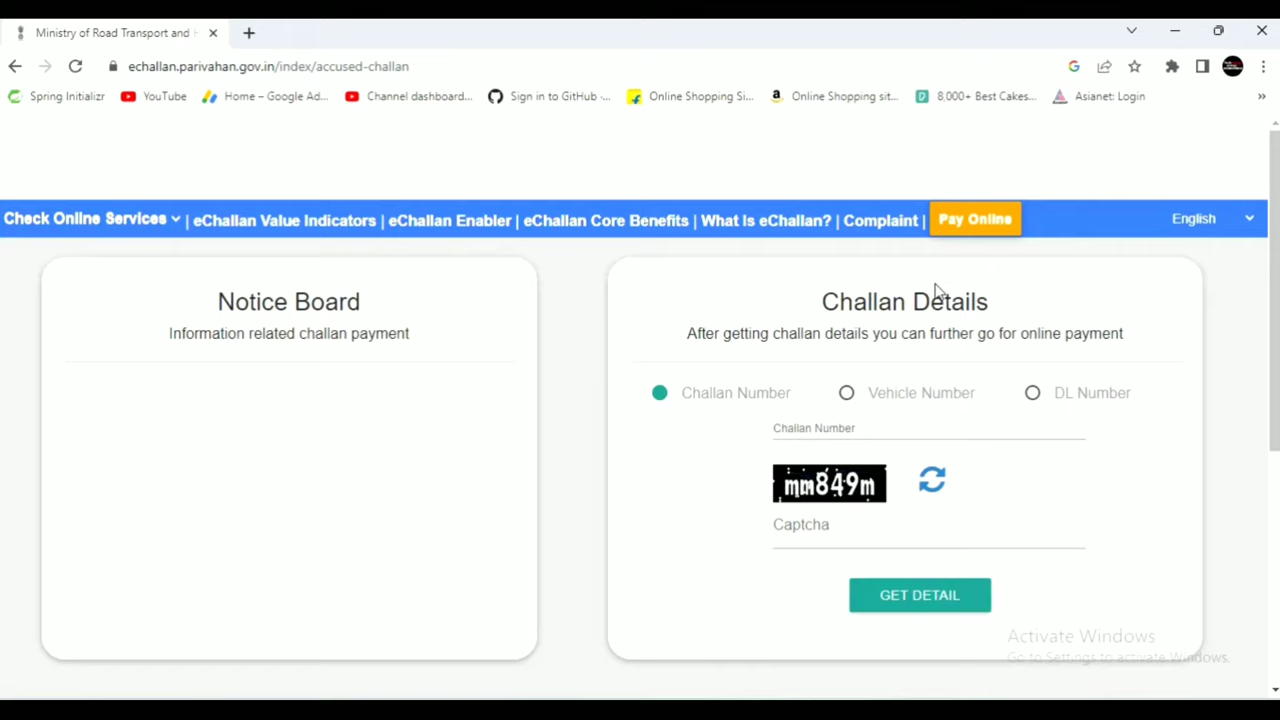 Ministry of Road Transport and
echallan.parivahan.gov.in/index/accused-challan
Spring Initializr YouTube Home – Google Ad... Channel dashboard... Sign in to GitHub ·... Online Shopping Si... Online Shopping sit... 8,000+ Best Cakes... Asianet: Login »
Check Online Services | eChallan Value Indicators | eChallan Enabler | eChallan Core Benefits | What Is eChallan? | Complaint | Pay Online English
Notice Board
Information related challan payment
Challan Details
After getting challan details you can further go for online payment
Challan Number Vehicle Number DL Number
Challan Number
mm849m
Captcha
GET DETAIL
Activate Windows
Go to Settings to activate Windows.